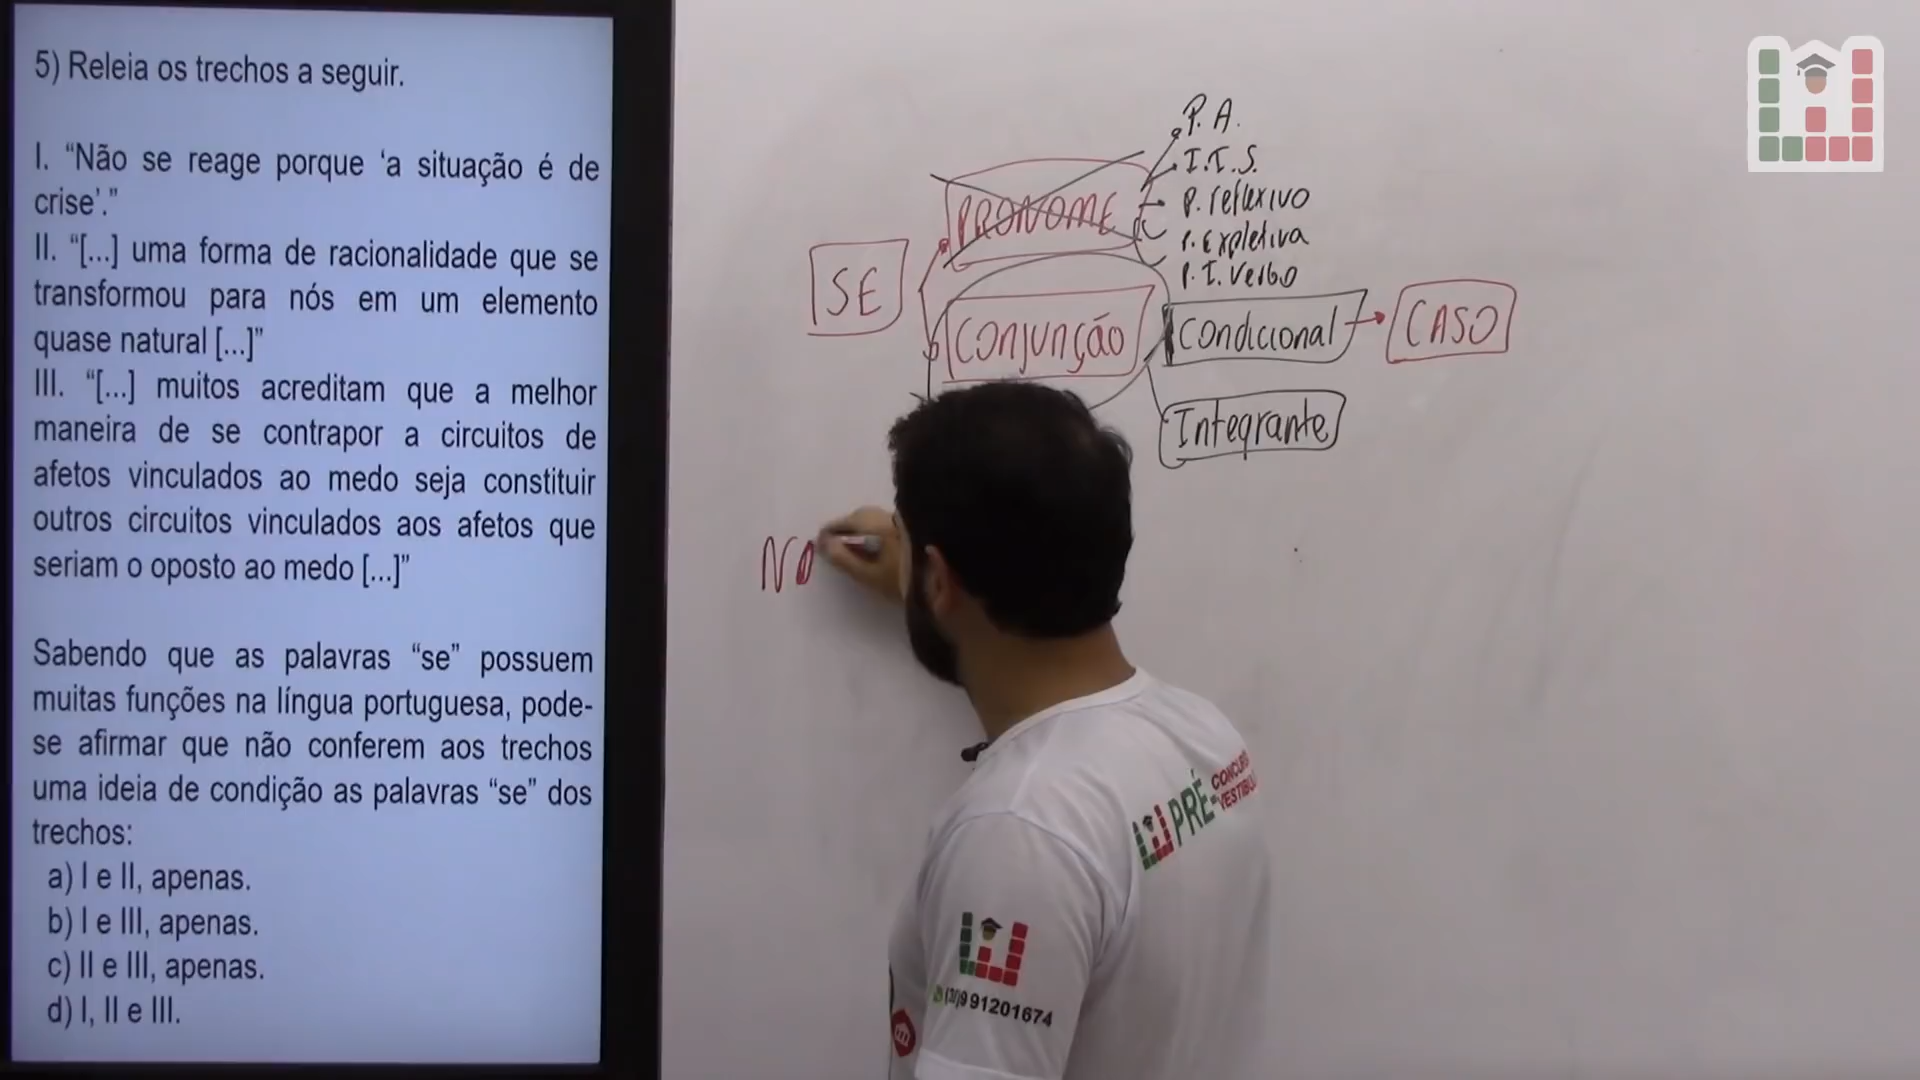 5) Releia os trechos a seguir.
I. “Não se reage porque ‘a situação é de
crise’.”
II. “[...] uma forma de racionalidade que se
transformou para nós em um elemento
quase natural [...]”
III. “[...] muitos acreditam que a melhor
maneira de se contrapor a circuitos de
afetos vinculados ao medo seja constituir
outros circuitos vinculados aos afetos que
seriam o oposto ao medo [...]”
Sabendo que as palavras “se” possuem
muitas funções na língua portuguesa, pode-
se afirmar que não conferem aos trechos
uma ideia de condição as palavras “se” dos
trechos:
a) I e II, apenas.
b) I e III, apenas.
c) II e III, apenas.
d) I, II e III.
P. A.
I.I.S.
PRONOME
P. reflexivo
P. Expletiva
P. I. Verbo
SE
CONJUNÇÃO
Condicional
CASO
Integrante
NO
PRÉ-
CONCURSO
VESTIBUL
991201674